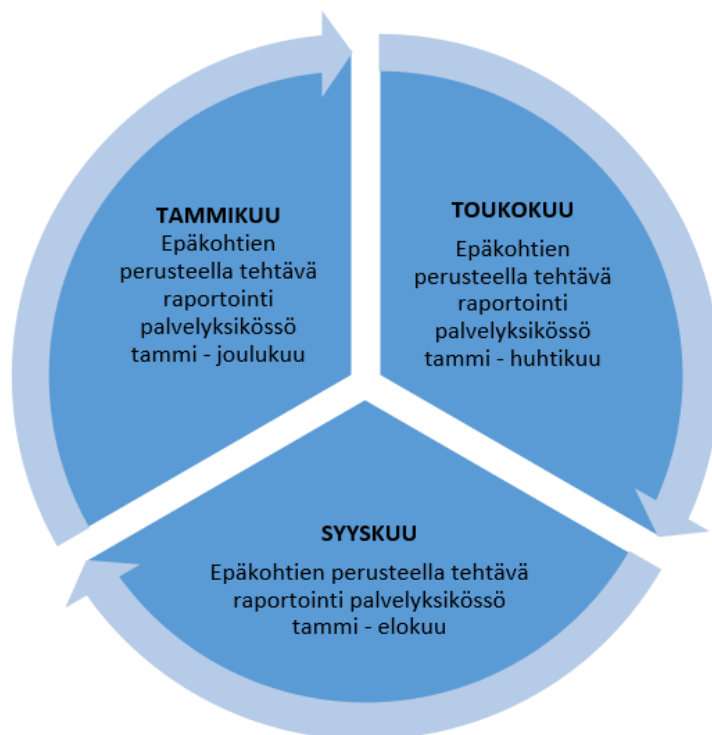 TAMMIKUU
Epäkohtien
perusteella tehtävä
raportointi
palvelyksikössö
tammi - joulukuu
TOUKOKUU
Epäkohtien
perusteella tehtävä
raportointi
palvelyksikössö
tammi - huhtikuu
SYYSKUU
Epäkohtien perusteella tehtävä
raportointi palvelyksikössö
tammi - elokuu